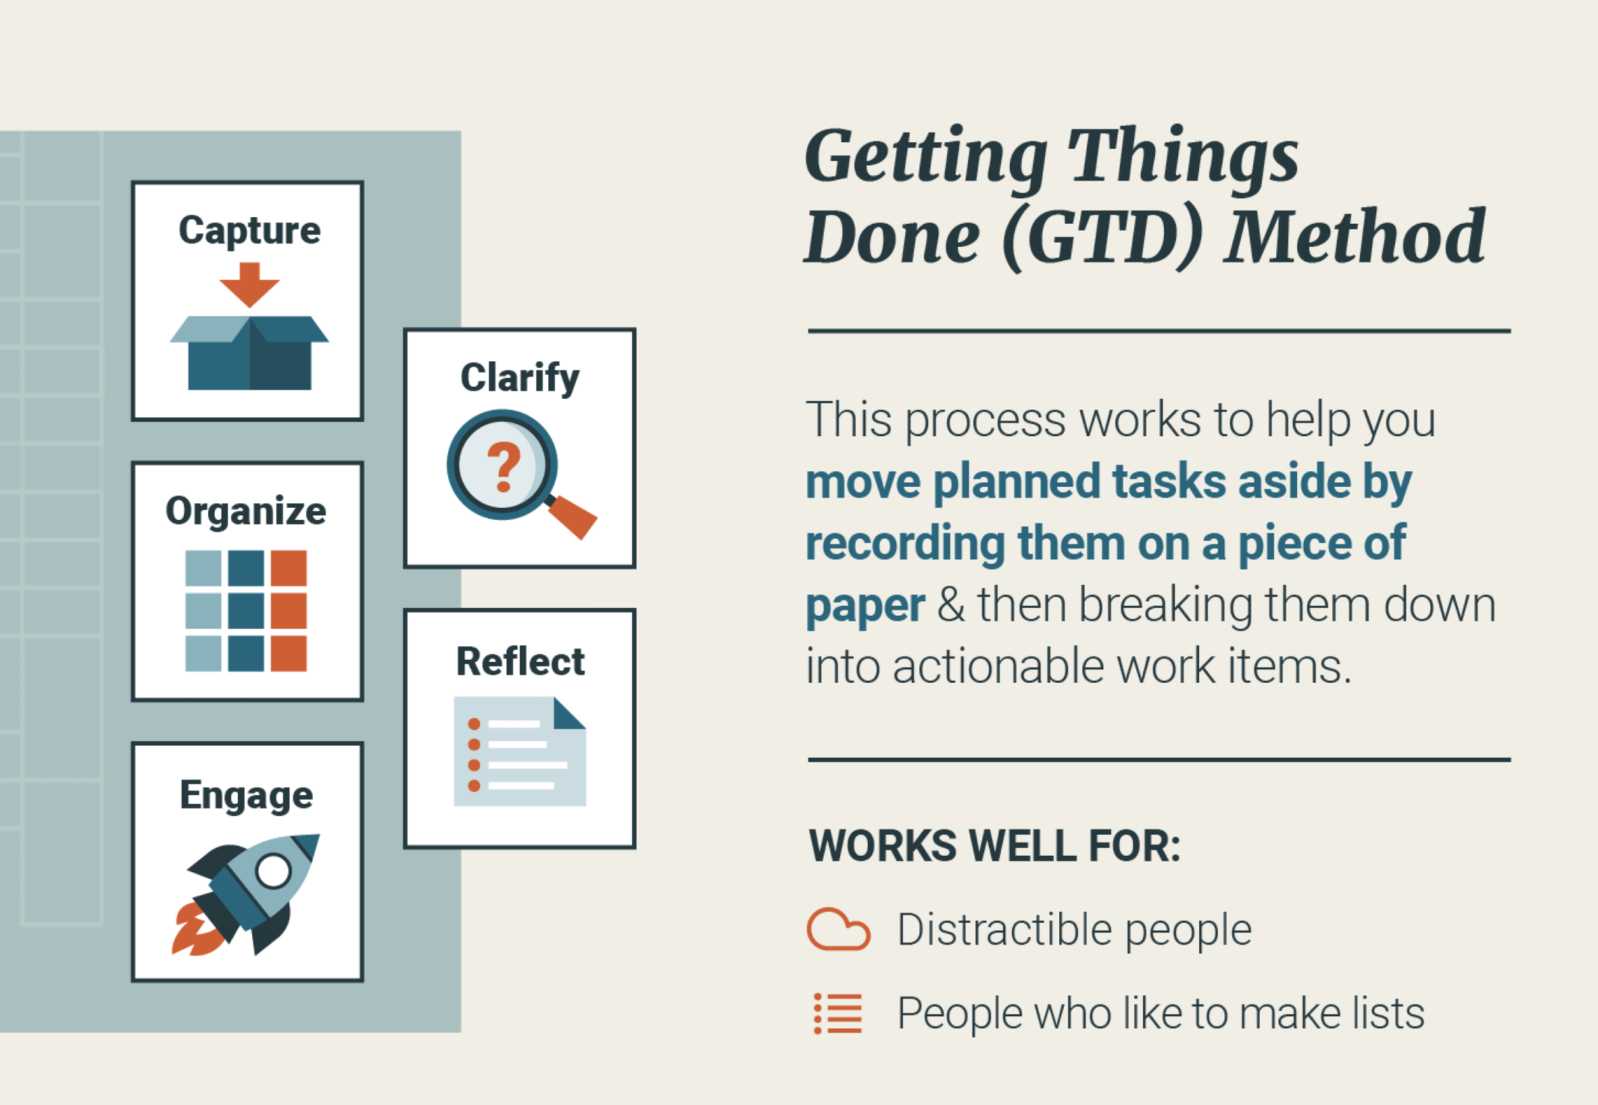 Capture
Clarify
?
Organize
Reflect
Engage
Getting Things
Done (GTD) Method
This process works to help you
move planned tasks aside by
recording them on a piece of
paper & then breaking them down
into actionable work items.
WORKS WELL FOR:
Distractible people
People who like to make lists